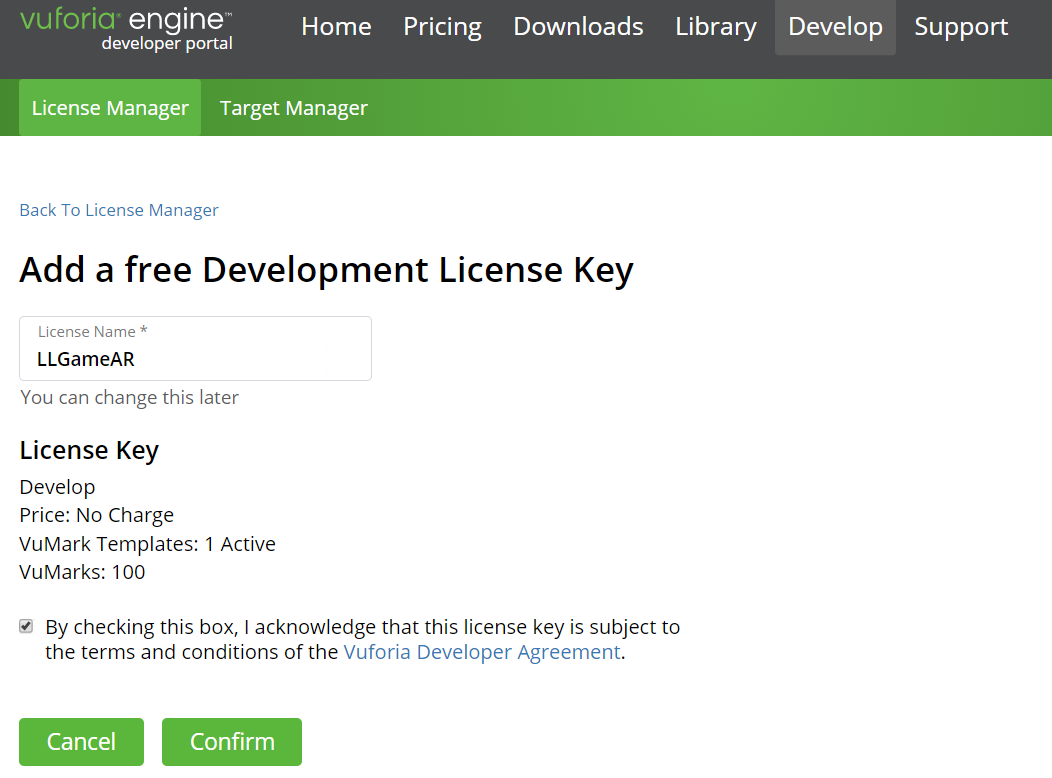 vuforia® engine™
developer portal
Home Pricing Downloads Library Develop Support
License Manager Target Manager
Back To License Manager
Add a free Development License Key
License Name *
LLGameAR
You can change this later
License Key
Develop
Price: No Charge
VuMark Templates: 1 Active
VuMarks: 100
By checking this box, I acknowledge that this license key is subject to
the terms and conditions of the Vuforia Developer Agreement.
Cancel Confirm